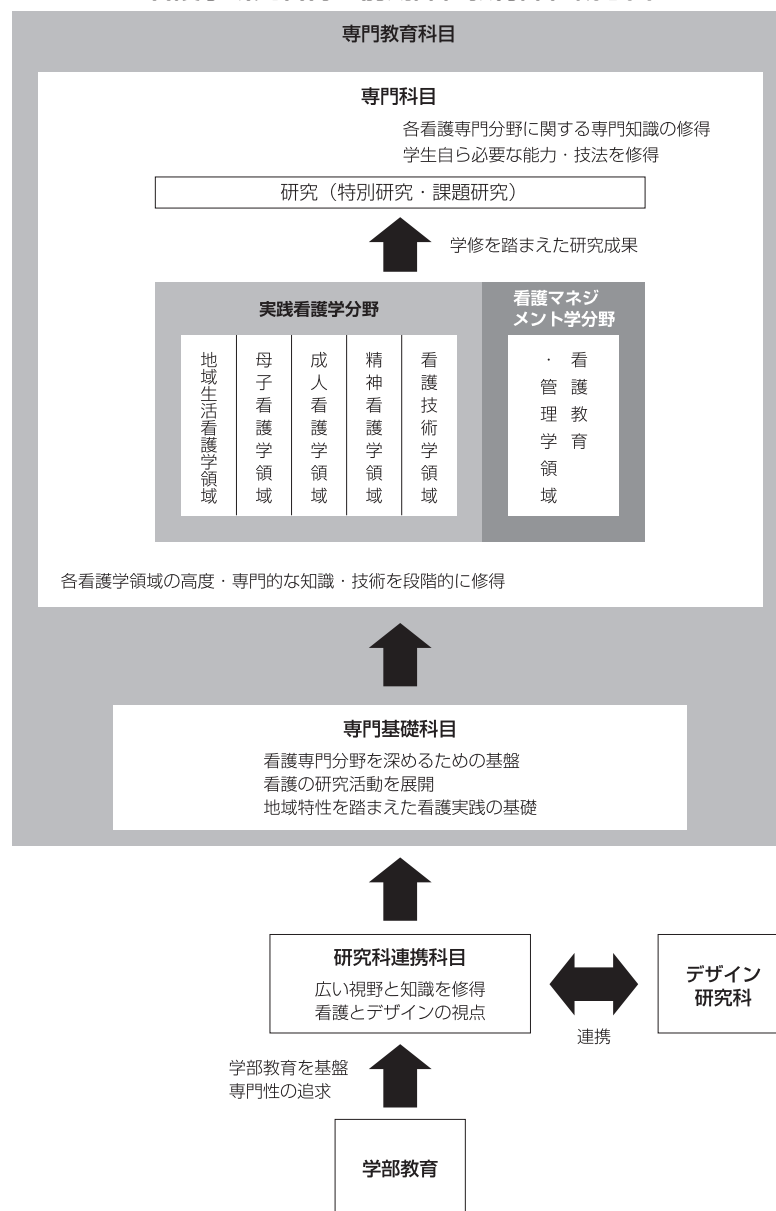 専門教育科目
専門科目
各看護専門分野に関する専門知識の修得
学生自ら必要な能力・技法を修得
研究（特別研究・課題研究）
学修を踏まえた研究成果
実践看護学分野
地域生活看護学領域
母子看護学領域
成人看護学領域
精神看護学領域
看護技術学領域
看護マネジ
メント学分野
看護教育
・管理学領域
各看護学領域の高度・専門的な知識・技術を段階的に修得
専門基礎科目
看護専門分野を深めるための基盤
看護の研究活動を展開
地域特性を踏まえた看護実践の基礎
研究科連携科目
広い視野と知識を修得
看護とデザインの視点
連携
デザイン
研究科
学部教育を基盤
専門性の追求
学部教育